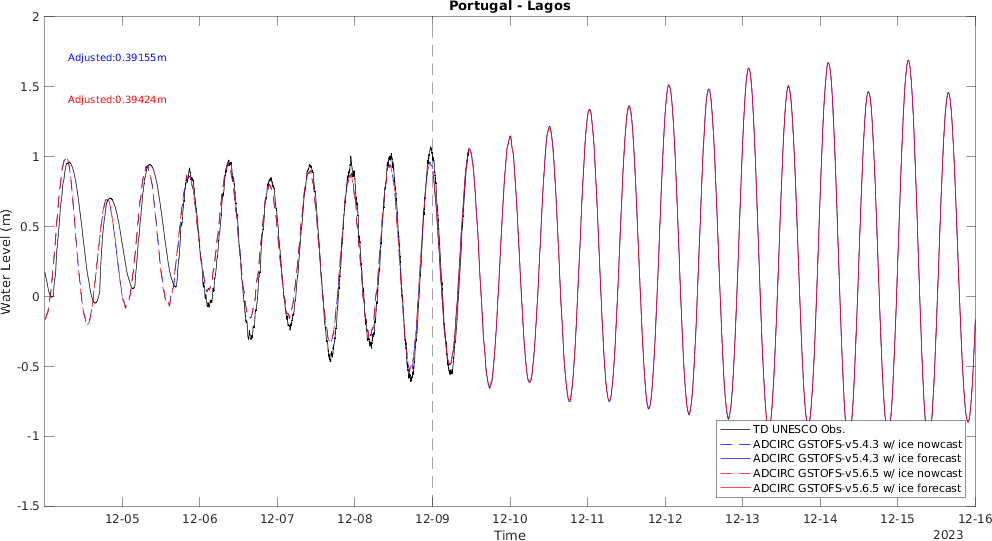 Portugal - Lagos
Adjusted:0.39155m
Adjusted:0.39424m
Water Level (m)
2
1.5
1
0.5
0
-0.5
-1
-1.5
TD UNESCO Obs.
ADCIRC GSTOFS-v5.4.3 w/ ice nowcast
ADCIRC GSTOFS-v5.4.3 w/ ice forecast
ADCIRC GSTOFS-v5.6.5 w/ ice nowcast
ADCIRC GSTOFS-v5.6.5 w/ ice forecast
12-05 12-06 12-07 12-08 12-09 12-10 12-11 12-12 12-13 12-14 12-15 12-16
Time
2023